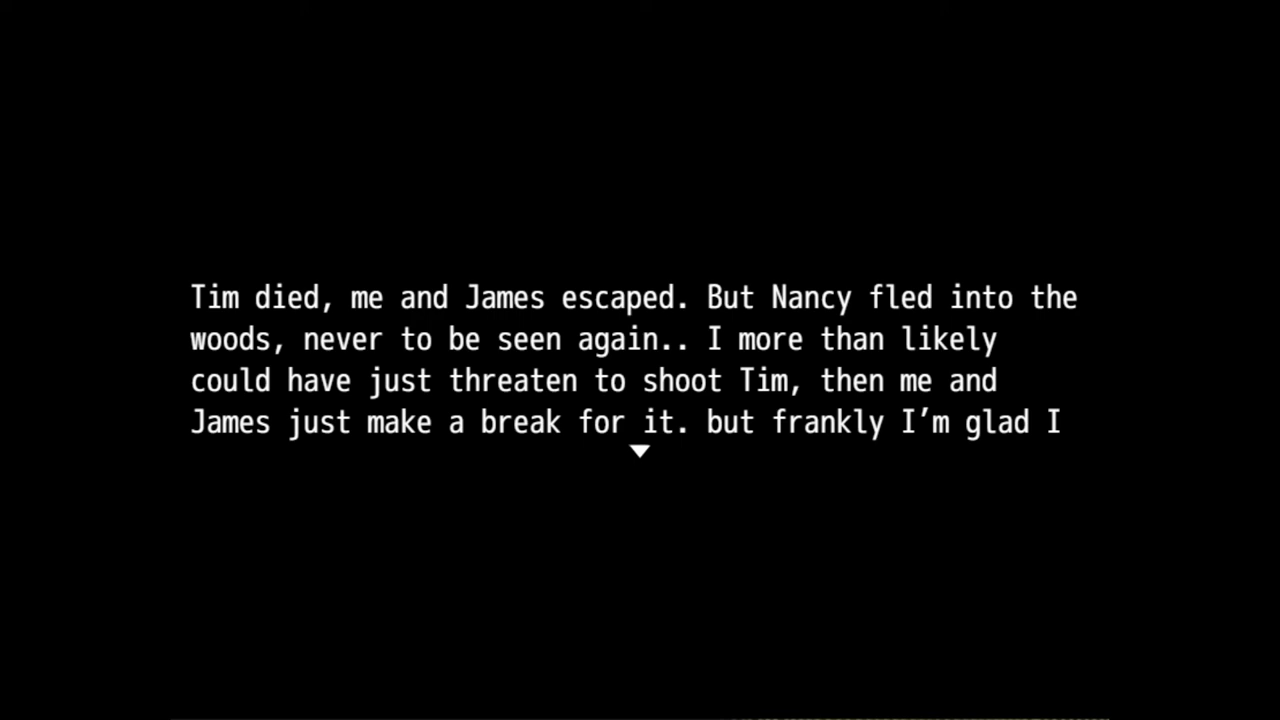 Tim died, me and James escaped. But Nancy fled into the
woods, never to be seen again.. I more than likely
could have just threaten to shoot Tim, then me and
James just make a break for it. but frankly I’m glad I